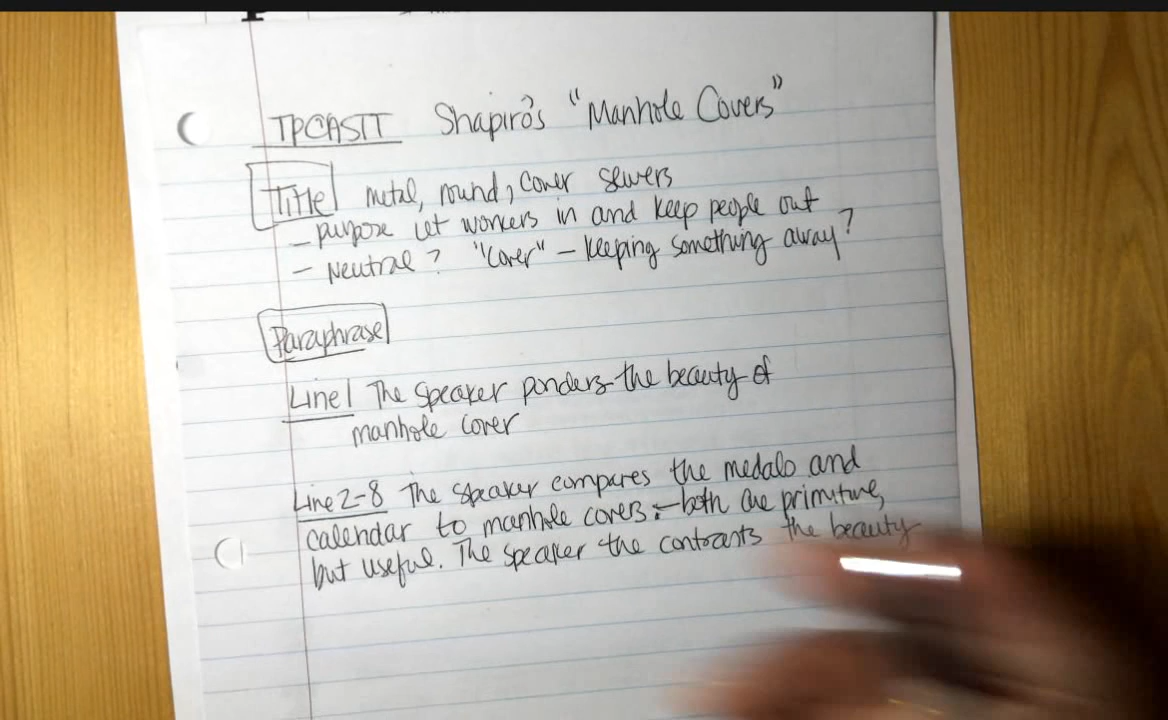 TPCASTT Shapiro's "Manhole Covers"
Title metal, round, cover sewers
- purpose let workers in and keep people out
- Neutral? "Cover" - keeping something away?
Paraphrase
Line 1 The speaker ponders the beauty of
manhole cover
Line 2-8 The speaker compares the medals and
calendar to manhole covers - both are primitive,
but useful. The speaker the contrasts the beauty